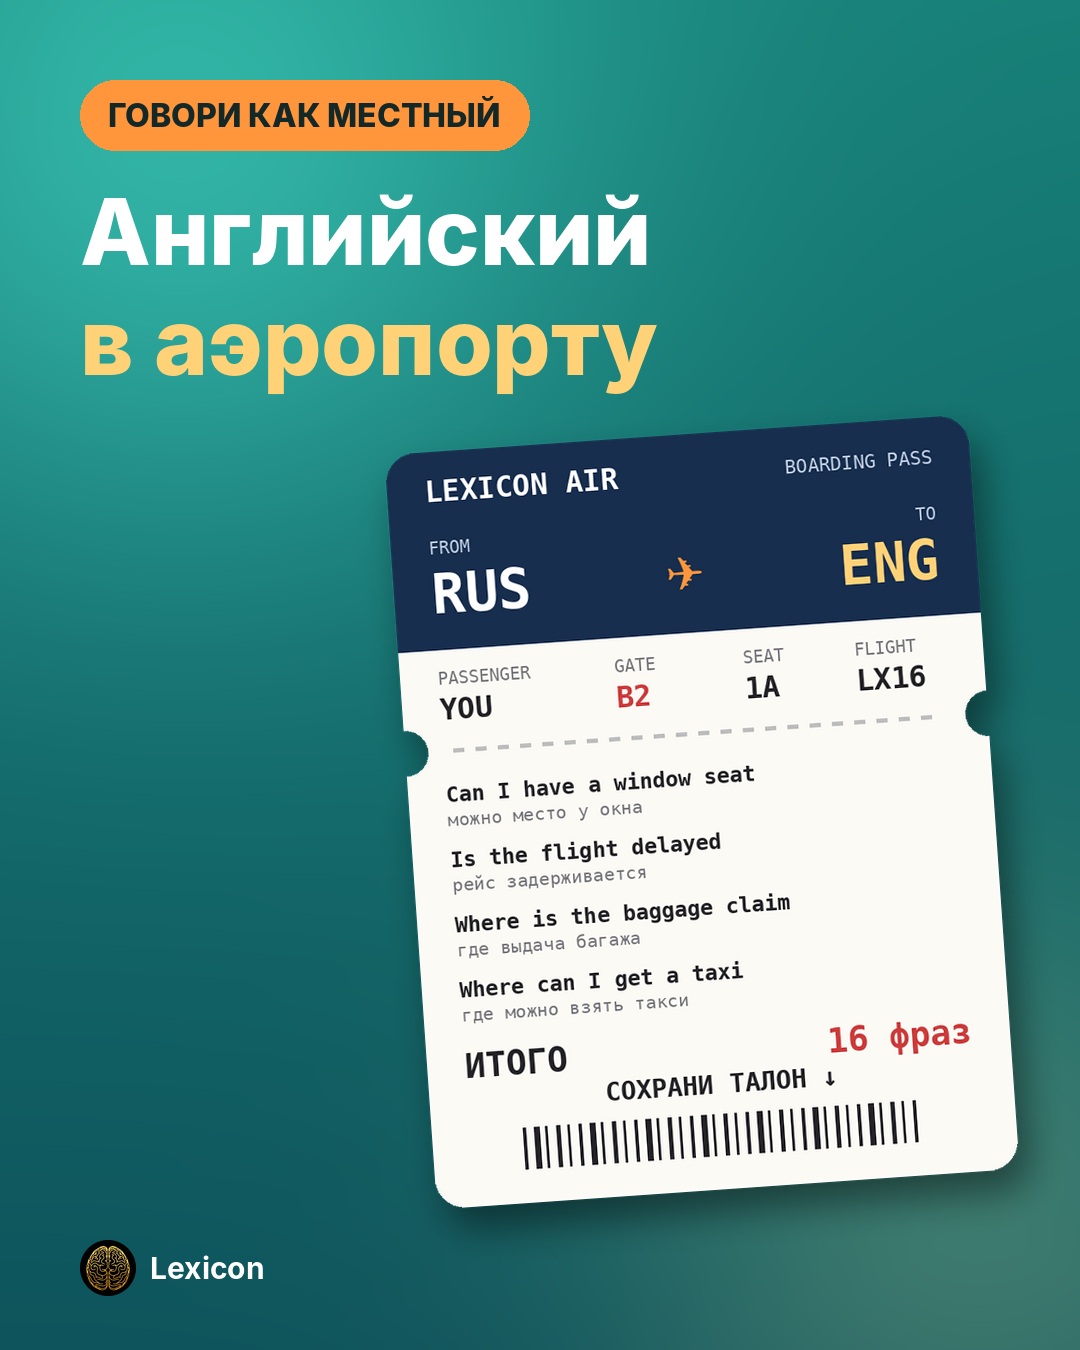 ГОВОРИ КАК МЕСТНЫЙ
Английский
в аэропорту
LEXICON AIR
BOARDING PASS
FROM
TO
RUS
✈
ENG
PASSENGER
GATE
SEAT
FLIGHT
YOU
B2
1A
LX16
Can I have a window seat
можно место у окна
Is the flight delayed
рейс задерживается
Where is the baggage claim
где выдача багажа
Where can I get a taxi
где можно взять такси
ИТОГО
16 фраз
СОХРАНИ ТАЛОН ↓
Lexicon